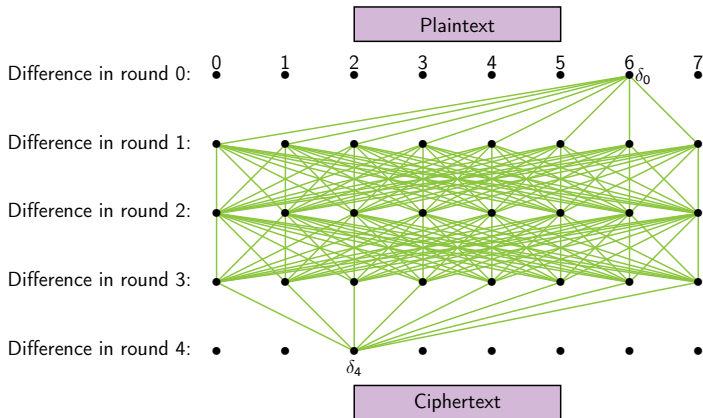 Plaintext
0 1 2 3 4 5 6 7
Difference in round 0:
δ0
Difference in round 1:
Difference in round 2:
Difference in round 3:
Difference in round 4:
δ4
Ciphertext